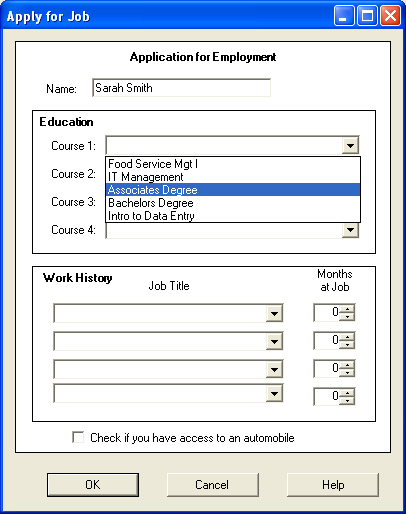 Apply for Job
Application for Employment
Name: Sarah Smith
Education
Course 1:
Food Service Mgt I
Course 2: IT Management
Associates Degree
Course 3: Bachelors Degree
Intro to Data Entry
Course 4:
Work History
Job Title
Months
at Job
0
0
0
0
Check if you have access to an automobile
OK Cancel Help